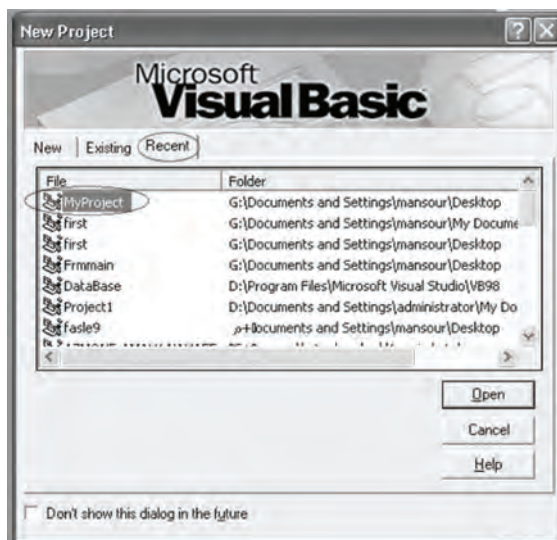 New Project
Microsoft
Visual Basic
New Existing Recent
File Folder
MyProject G:\Documents and Settings\mansour\Desktop
first G:\Documents and Settings\mansour\My Docume
first G:\Documents and Settings\mansour\Desktop
Frmmain G:\Documents and Settings\mansour\Desktop
DataBase D:\Program Files\Microsoft Visual Studio\VB98
Project1 D:\Documents and Settings\administrator\My Do
fasle9 and Settings\mansour\Desktop
Open
Cancel
Help
Don't show this dialog in the future